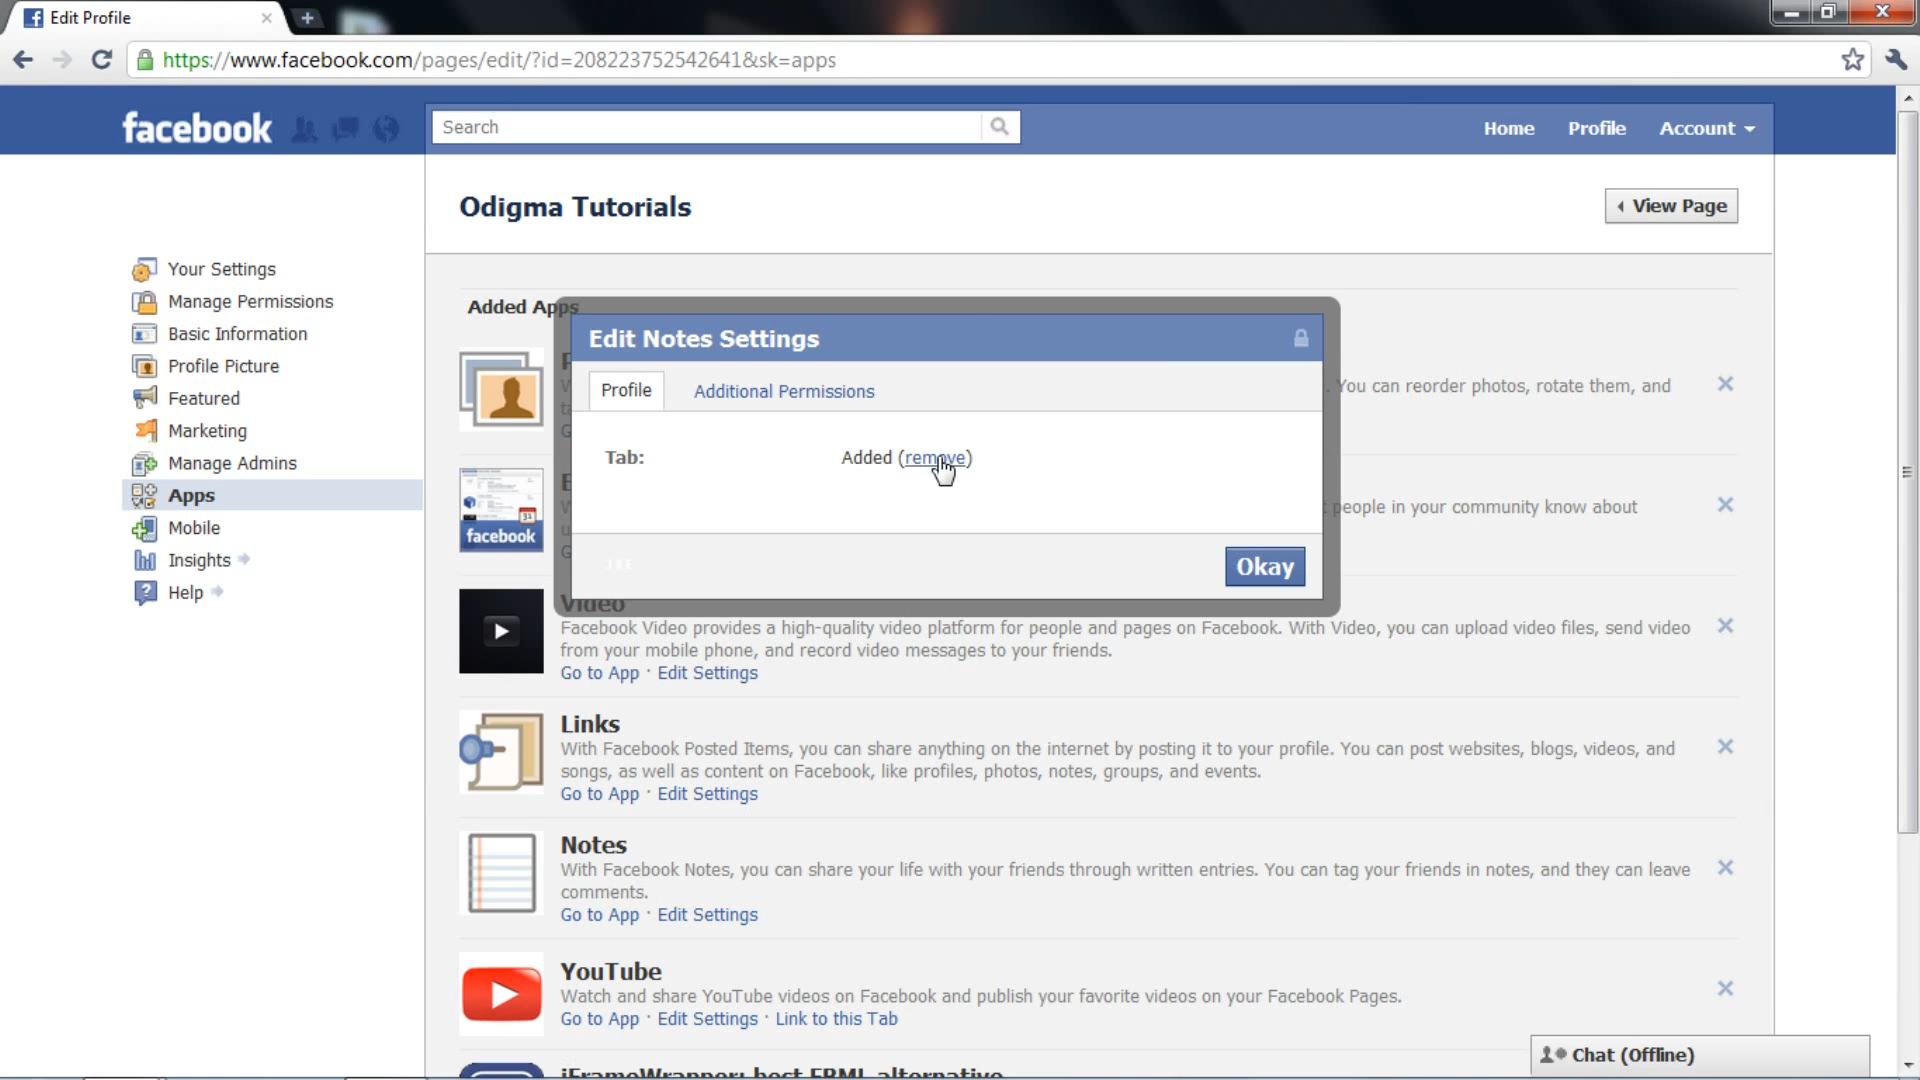 Edit Profile
https://www.facebook.com/pages/edit/?id=208223752542641&sk=apps
facebook
Search
Home
Profile
Account
Odigma Tutorials
View Page
Your Settings
Manage Permissions
Basic Information
Profile Picture
Featured
Marketing
Manage Admins
Apps
Mobile
Insights
Help
Added Apps
Edit Notes Settings
Profile
Additional Permissions
Tab:
Added (remove)
Okay
You can reorder photos, rotate them, and
31
facebook
people in your community know about
Video
Facebook Video provides a high-quality video platform for people and pages on Facebook. With Video, you can upload video files, send video
from your mobile phone, and record video messages to your friends.
Go to App · Edit Settings
Links
With Facebook Posted Items, you can share anything on the internet by posting it to your profile. You can post websites, blogs, videos, and
songs, as well as content on Facebook, like profiles, photos, notes, groups, and events.
Go to App · Edit Settings
Notes
With Facebook Notes, you can share your life with your friends through written entries. You can tag your friends in notes, and they can leave
comments.
Go to App · Edit Settings
YouTube
Watch and share YouTube videos on Facebook and publish your favorite videos on your Facebook Pages.
Go to App · Edit Settings · Link to this Tab
iFrameWrapper: best FBML alternative
Chat (Offline)